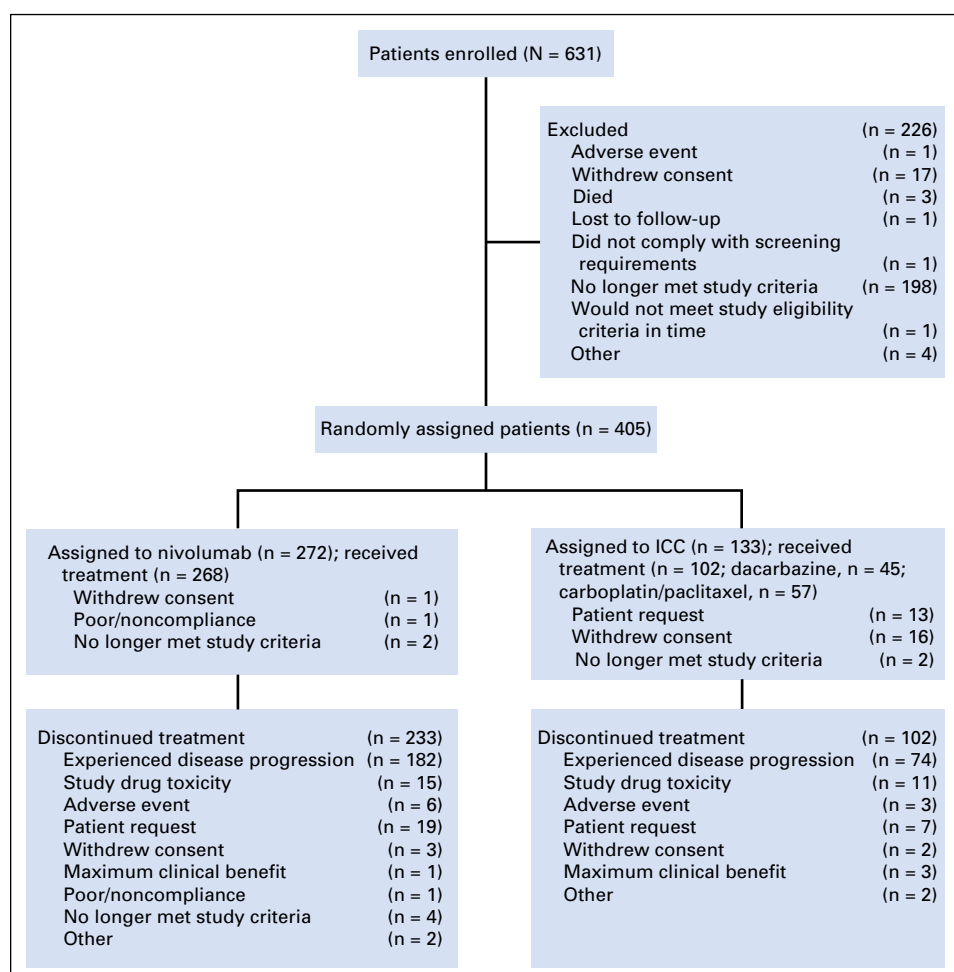 Patients enrolled (N = 631)
Excluded (n = 226)
Adverse event (n = 1)
Withdrew consent (n = 17)
Died (n = 3)
Lost to follow-up (n = 1)
Did not comply with screening
requirements (n = 1)
No longer met study criteria (n = 198)
Would not meet study eligibility
criteria in time (n = 1)
Other (n = 4)
Randomly assigned patients (n = 405)
Assigned to nivolumab (n = 272); received
treatment (n = 268)
Withdrew consent (n = 1)
Poor/noncompliance (n = 1)
No longer met study criteria (n = 2)
Assigned to ICC (n = 133); received
treatment (n = 102; dacarbazine, n = 45;
carboplatin/paclitaxel, n = 57)
Patient request (n = 13)
Withdrew consent (n = 16)
No longer met study criteria (n = 2)
Discontinued treatment (n = 233)
Experienced disease progression (n = 182)
Study drug toxicity (n = 15)
Adverse event (n = 6)
Patient request (n = 19)
Withdrew consent (n = 3)
Maximum clinical benefit (n = 1)
Poor/noncompliance (n = 1)
No longer met study criteria (n = 4)
Other (n = 2)
Discontinued treatment (n = 102)
Experienced disease progression (n = 74)
Study drug toxicity (n = 11)
Adverse event (n = 3)
Patient request (n = 7)
Withdrew consent (n = 2)
Maximum clinical benefit (n = 3)
Other (n = 2)